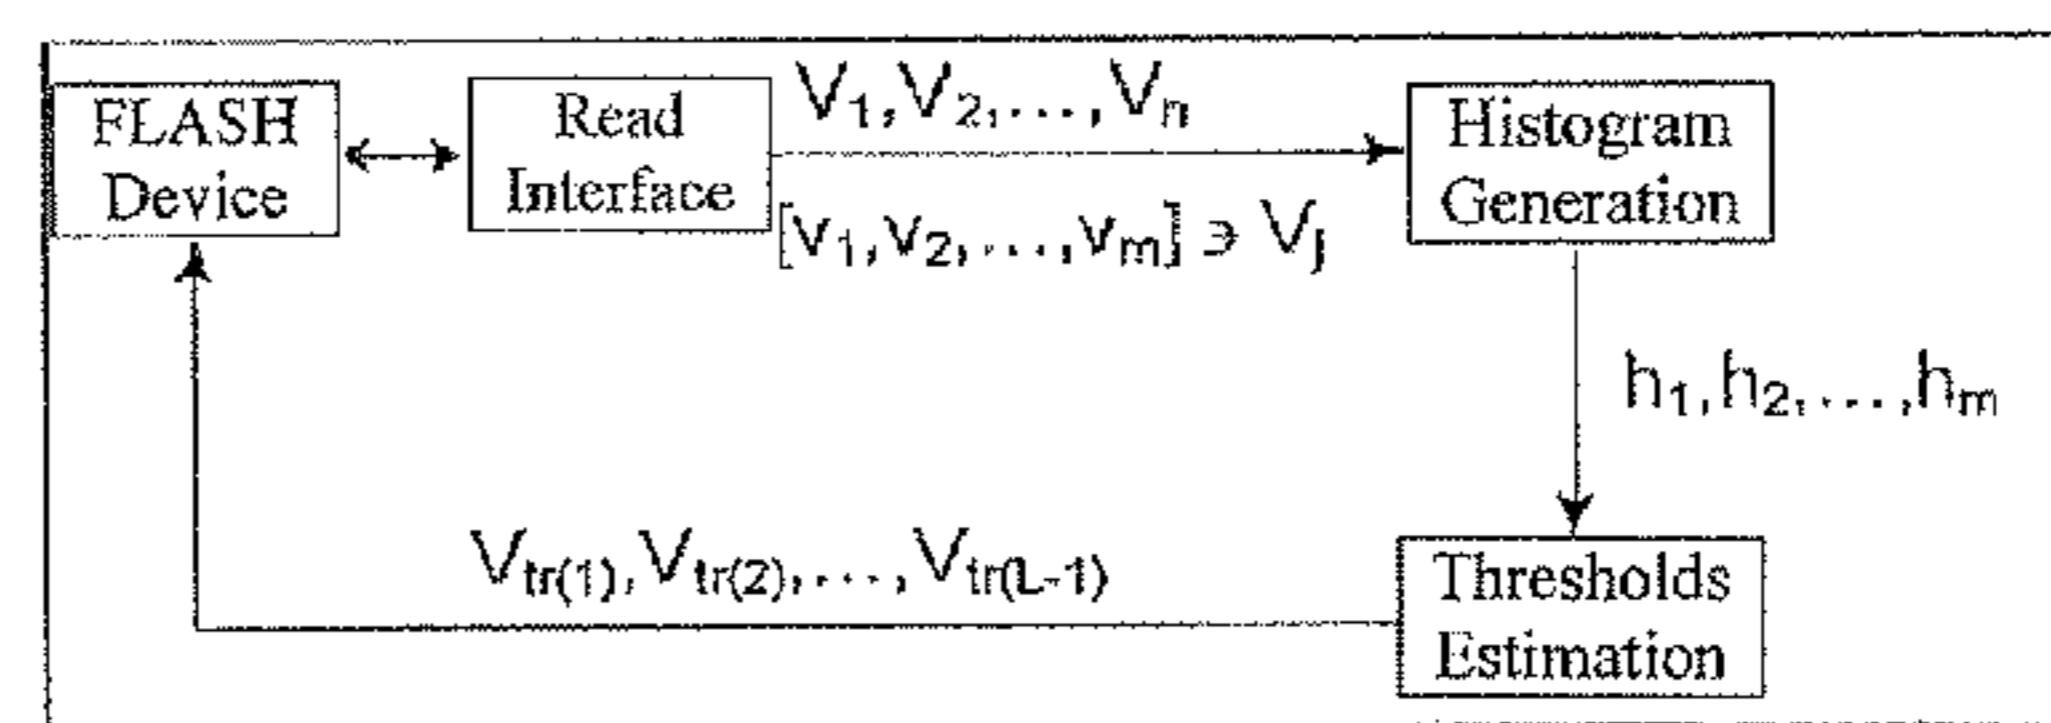 FLASH
Device
Read
Interface
V₁,V₂,...,Vₙ
[v₁,v₂,...,vₘ] ∋ Vⱼ
Histogram
Generation
h₁,h₂,...,hₘ
Vtr(1),Vtr(2),...,Vtr(L-1)
Thresholds
Estimation